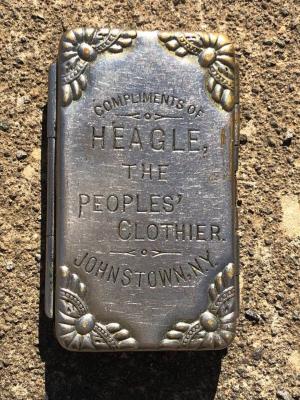 COMPLIMENTS OF
HEAGLE,
THE
PEOPLES'
CLOTHIER.
JOHNSTOWN, N.Y.